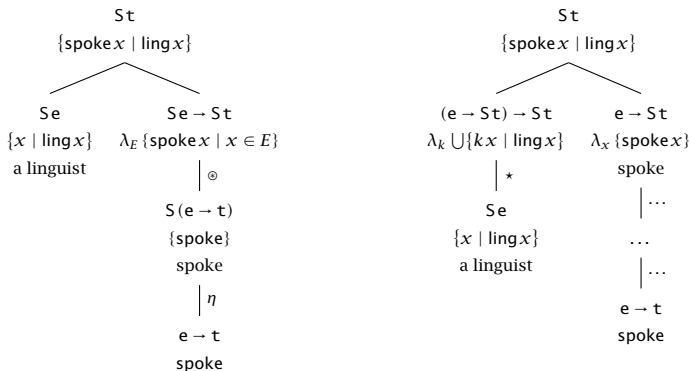 St
{spoke x | ling x}
Se
{x | ling x}
a linguist
Se → St
λ_E {spoke x | x ∈ E}
⊛
S(e → t)
{spoke}
spoke
η
e → t
spoke
St
{spoke x | ling x}
(e → St) → St
λ_k ⋃{kx | ling x}
⋆
Se
{x | ling x}
a linguist
e → St
λ_x {spoke x}
spoke
...
...
...
e → t
spoke